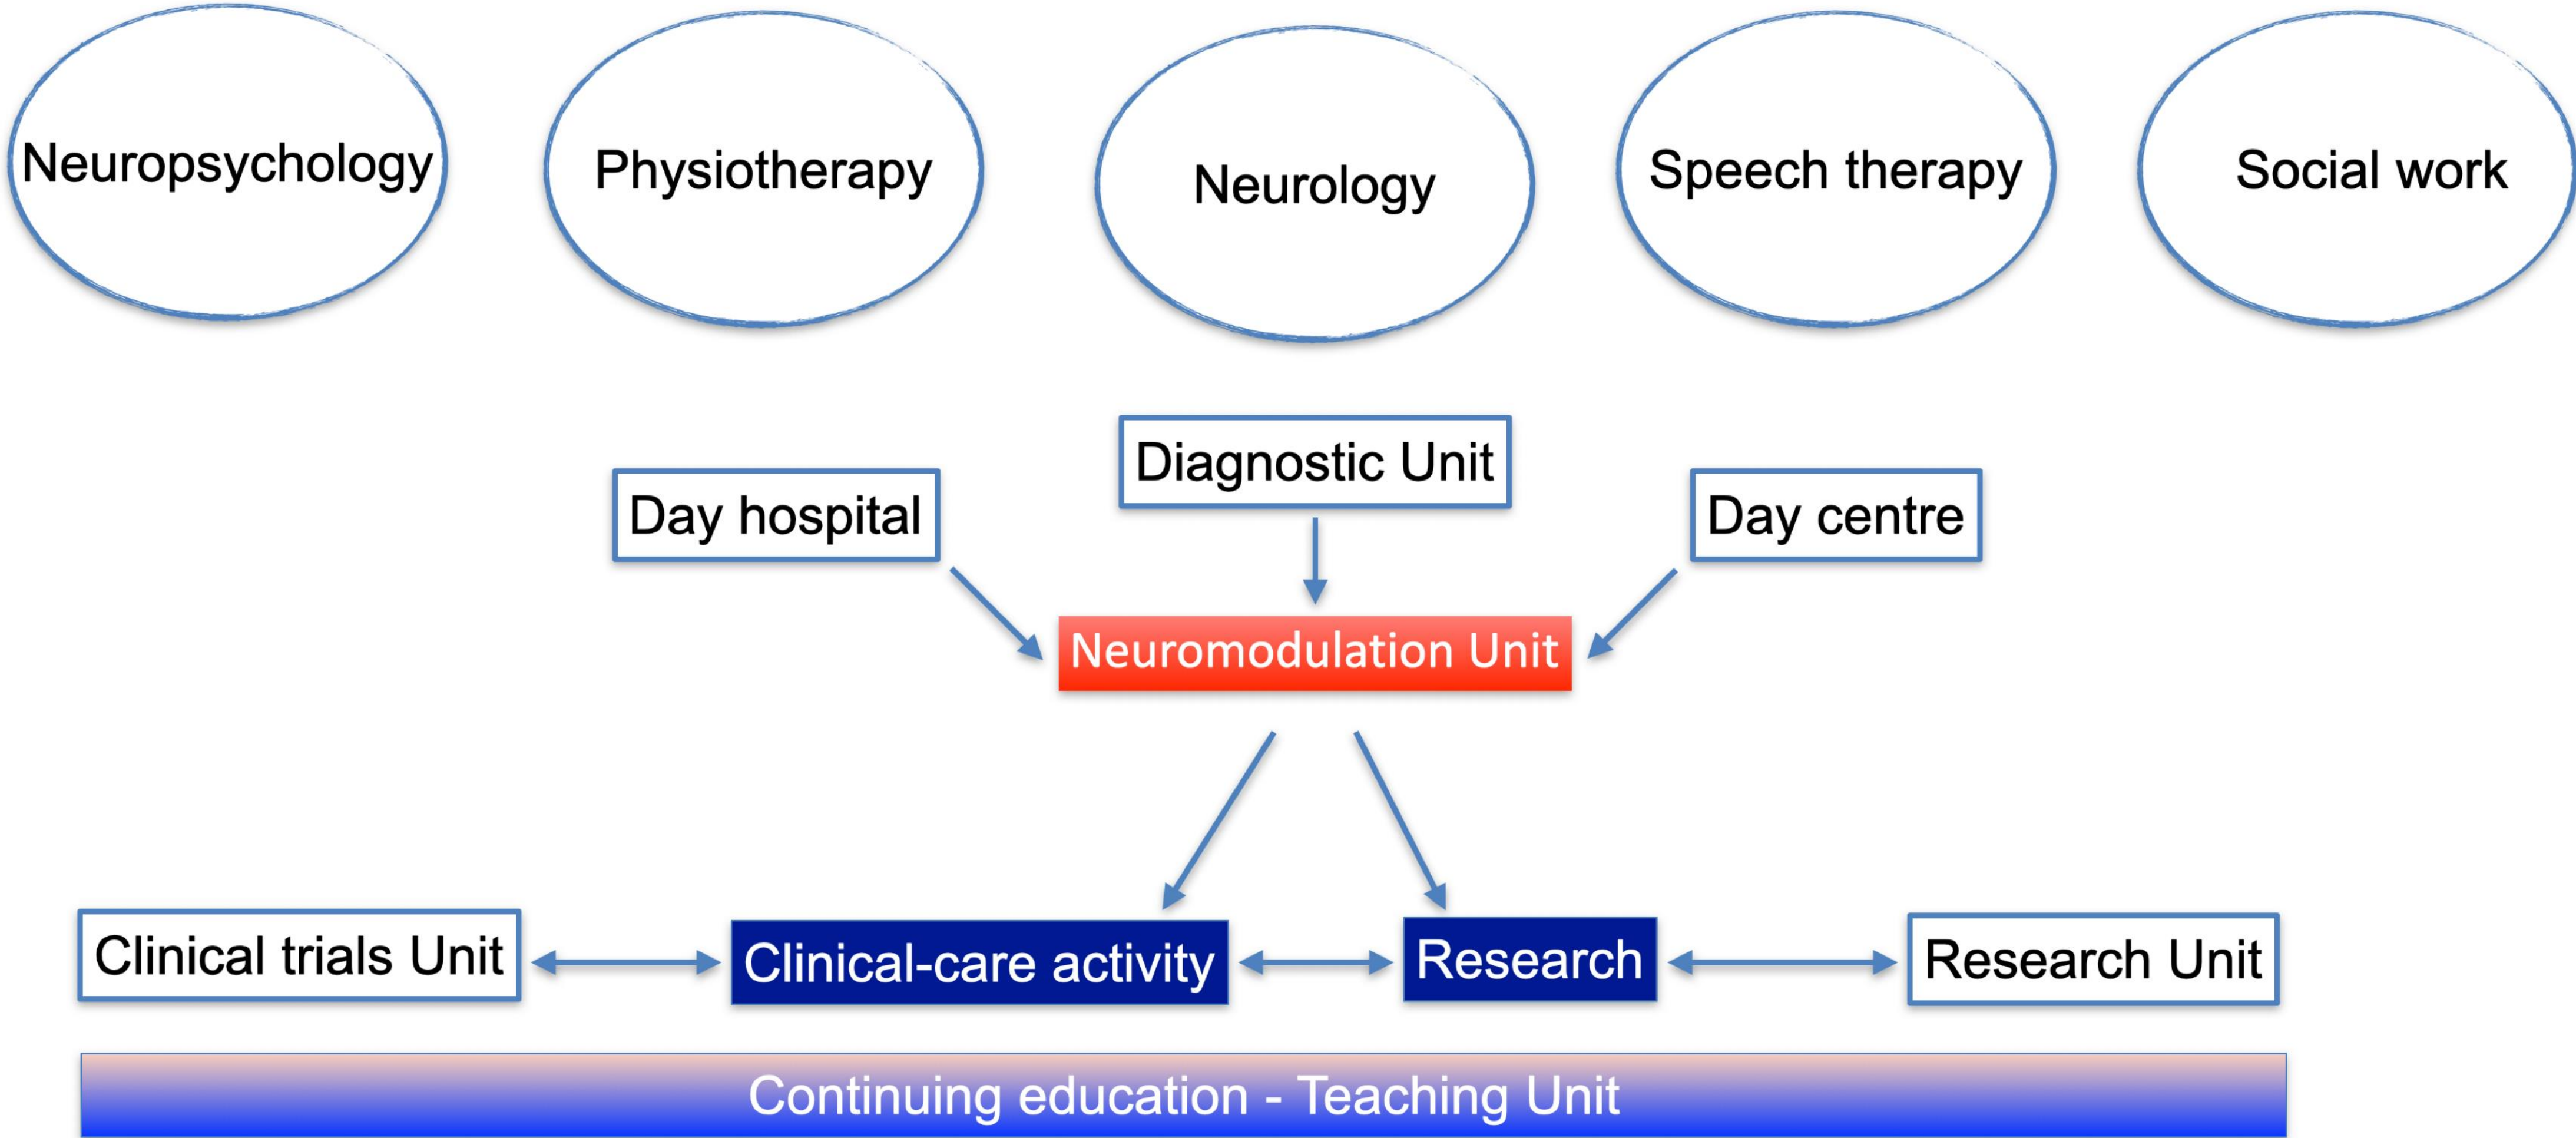 Neuropsychology
Physiotherapy
Neurology
Speech therapy
Social work
Diagnostic Unit
Day hospital
Day centre
Neuromodulation Unit
Clinical trials Unit
Clinical-care activity
Research
Research Unit
Continuing education - Teaching Unit